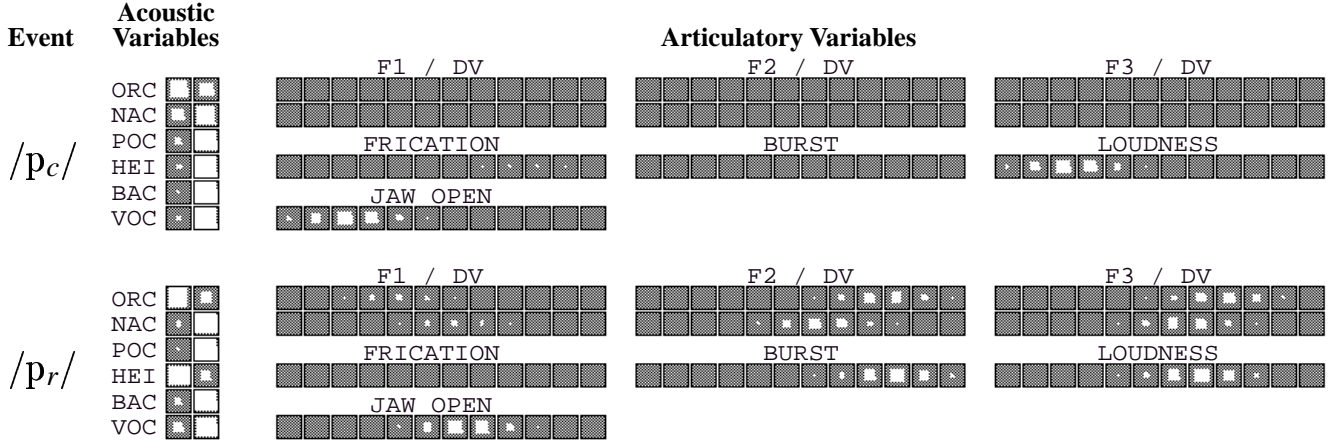 Acoustic
Event Variables Articulatory Variables
F1 / DV F2 / DV F3 / DV
ORC
NAC
POC FRICATION BURST LOUDNESS
/pc/ HEI
BAC JAW OPEN
VOC
F1 / DV F2 / DV F3 / DV
ORC
NAC
POC FRICATION BURST LOUDNESS
/pr/ HEI
BAC JAW OPEN
VOC